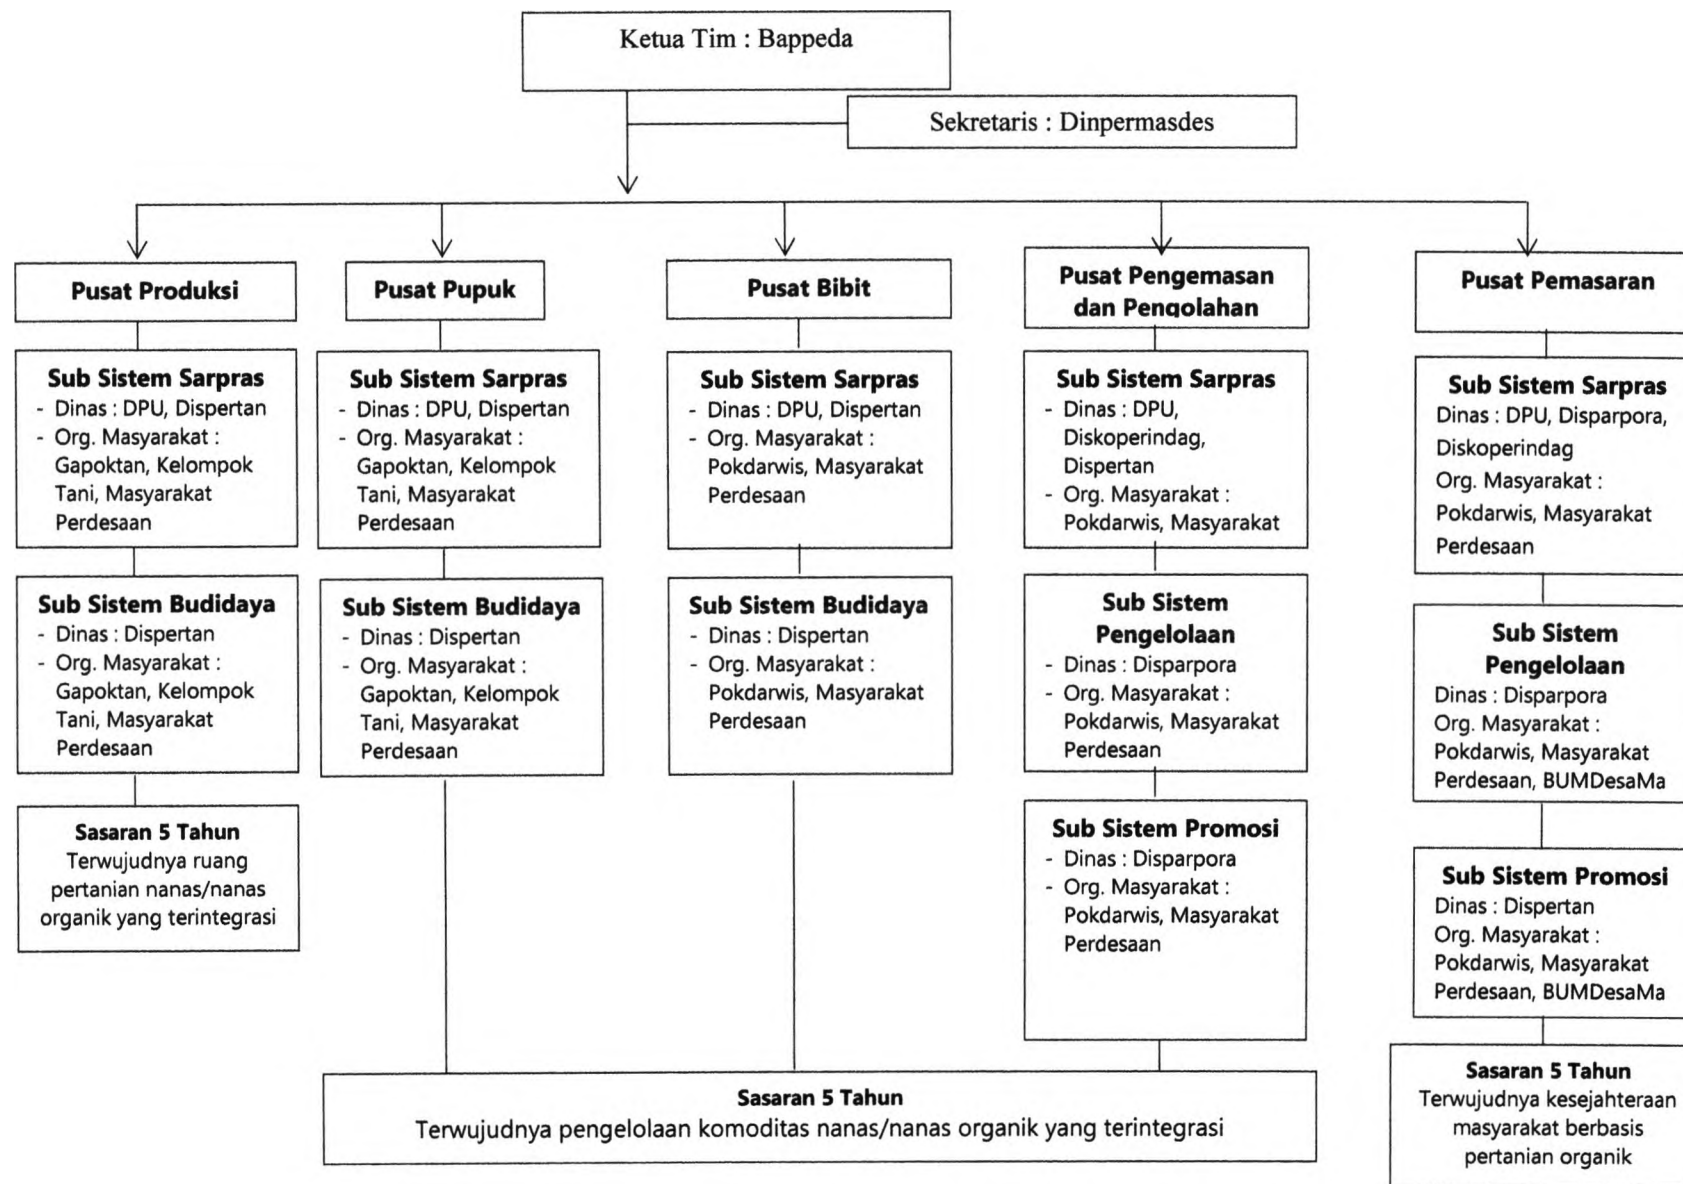 Ketua Tim : Bappeda
Sekretaris : Dinpermasdes
Pusat Produksi
Sub Sistem Sarpras
- Dinas : DPU, Dispertan
- Org. Masyarakat :
Gapoktan, Kelompok
Tani, Masyarakat
Perdesaan
Sub Sistem Budidaya
- Dinas : Dispertan
- Org. Masyarakat :
Gapoktan, Kelompok
Tani, Masyarakat
Perdesaan
Sasaran 5 Tahun
Terwujudnya ruang
pertanian nanas/nanas
organik yang terintegrasi
Pusat Pupuk
Sub Sistem Sarpras
- Dinas : DPU, Dispertan
- Org. Masyarakat :
Gapoktan, Kelompok
Tani, Masyarakat
Perdesaan
Sub Sistem Budidaya
- Dinas : Dispertan
- Org. Masyarakat :
Gapoktan, Kelompok
Tani, Masyarakat
Perdesaan
Pusat Bibit
Sub Sistem Sarpras
- Dinas : DPU, Dispertan
- Org. Masyarakat :
Pokdarwis, Masyarakat
Perdesaan
Sub Sistem Budidaya
- Dinas : Dispertan
- Org. Masyarakat :
Pokdarwis, Masyarakat
Perdesaan
Pusat Pengemasan
dan Pengolahan
Sub Sistem Sarpras
- Dinas : DPU,
Diskoperindag,
Dispertan
- Org. Masyarakat :
Pokdarwis, Masyarakat
Sub Sistem
Pengelolaan
- Dinas : Disparpora
- Org. Masyarakat :
Pokdarwis, Masyarakat
Perdesaan
Sub Sistem Promosi
- Dinas : Disparpora
- Org. Masyarakat :
Pokdarwis, Masyarakat
Perdesaan
Sasaran 5 Tahun
Terwujudnya pengelolaan komoditas nanas/nanas organik yang terintegrasi
Pusat Pemasaran
Sub Sistem Sarpras
Dinas : DPU, Disparpora,
Diskoperindag
Org. Masyarakat :
Pokdarwis, Masyarakat
Perdesaan
Sub Sistem
Pengelolaan
Dinas : Disparpora
Org. Masyarakat :
Pokdarwis, Masyarakat
Perdesaan, BUMDesaMa
Sub Sistem Promosi
Dinas : Dispertan
Org. Masyarakat :
Pokdarwis, Masyarakat
Perdesaan, BUMDesaMa
Sasaran 5 Tahun
Terwujudnya kesejahteraan
masyarakat berbasis
pertanian organik